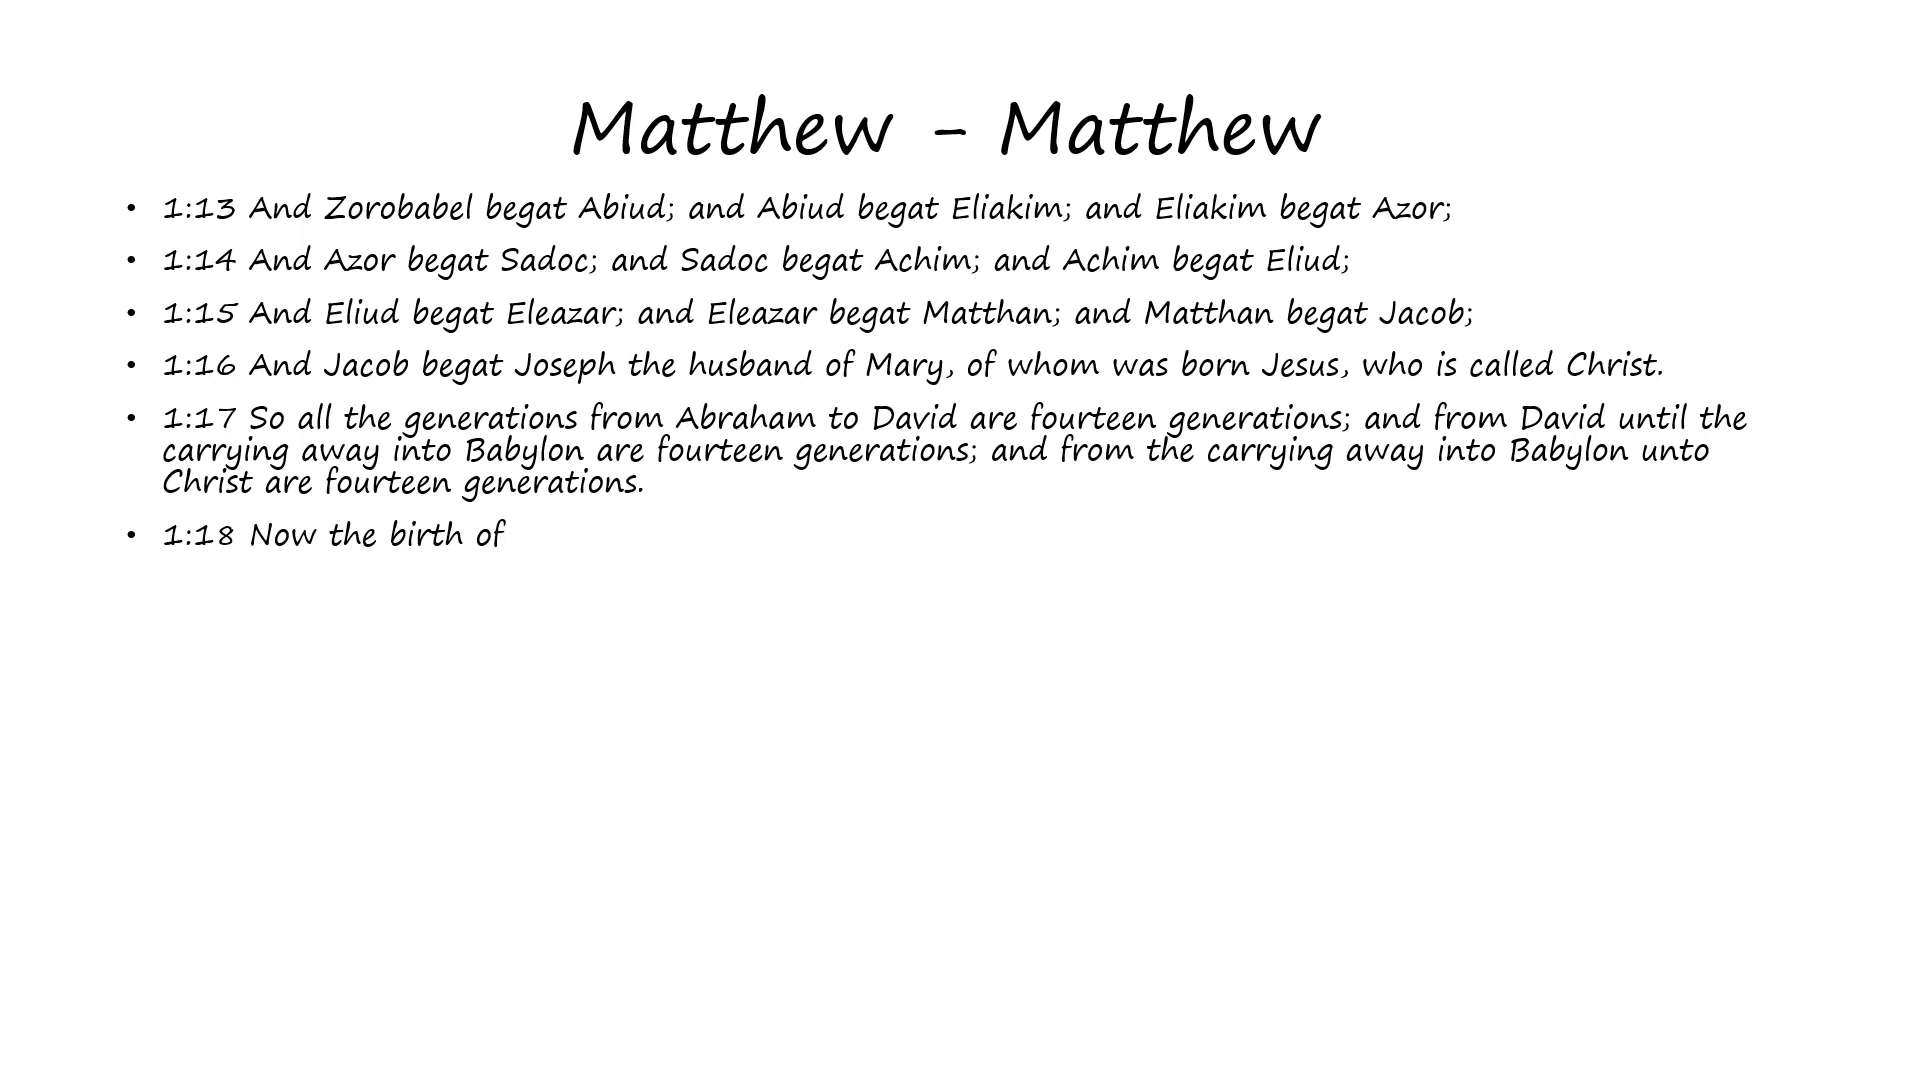 Matthew - Matthew
• 1:13 And Zorobabel begat Abiud; and Abiud begat Eliakim; and Eliakim begat Azor;
• 1:14 And Azor begat Sadoc; and Sadoc begat Achim; and Achim begat Eliud;
• 1:15 And Eliud begat Eleazar; and Eleazar begat Matthan; and Matthan begat Jacob;
• 1:16 And Jacob begat Joseph the husband of Mary, of whom was born Jesus, who is called Christ.
• 1:17 So all the generations from Abraham to David are fourteen generations; and from David until the
carrying away into Babylon are fourteen generations; and from the carrying away into Babylon unto
Christ are fourteen generations.
• 1:18 Now the birth of